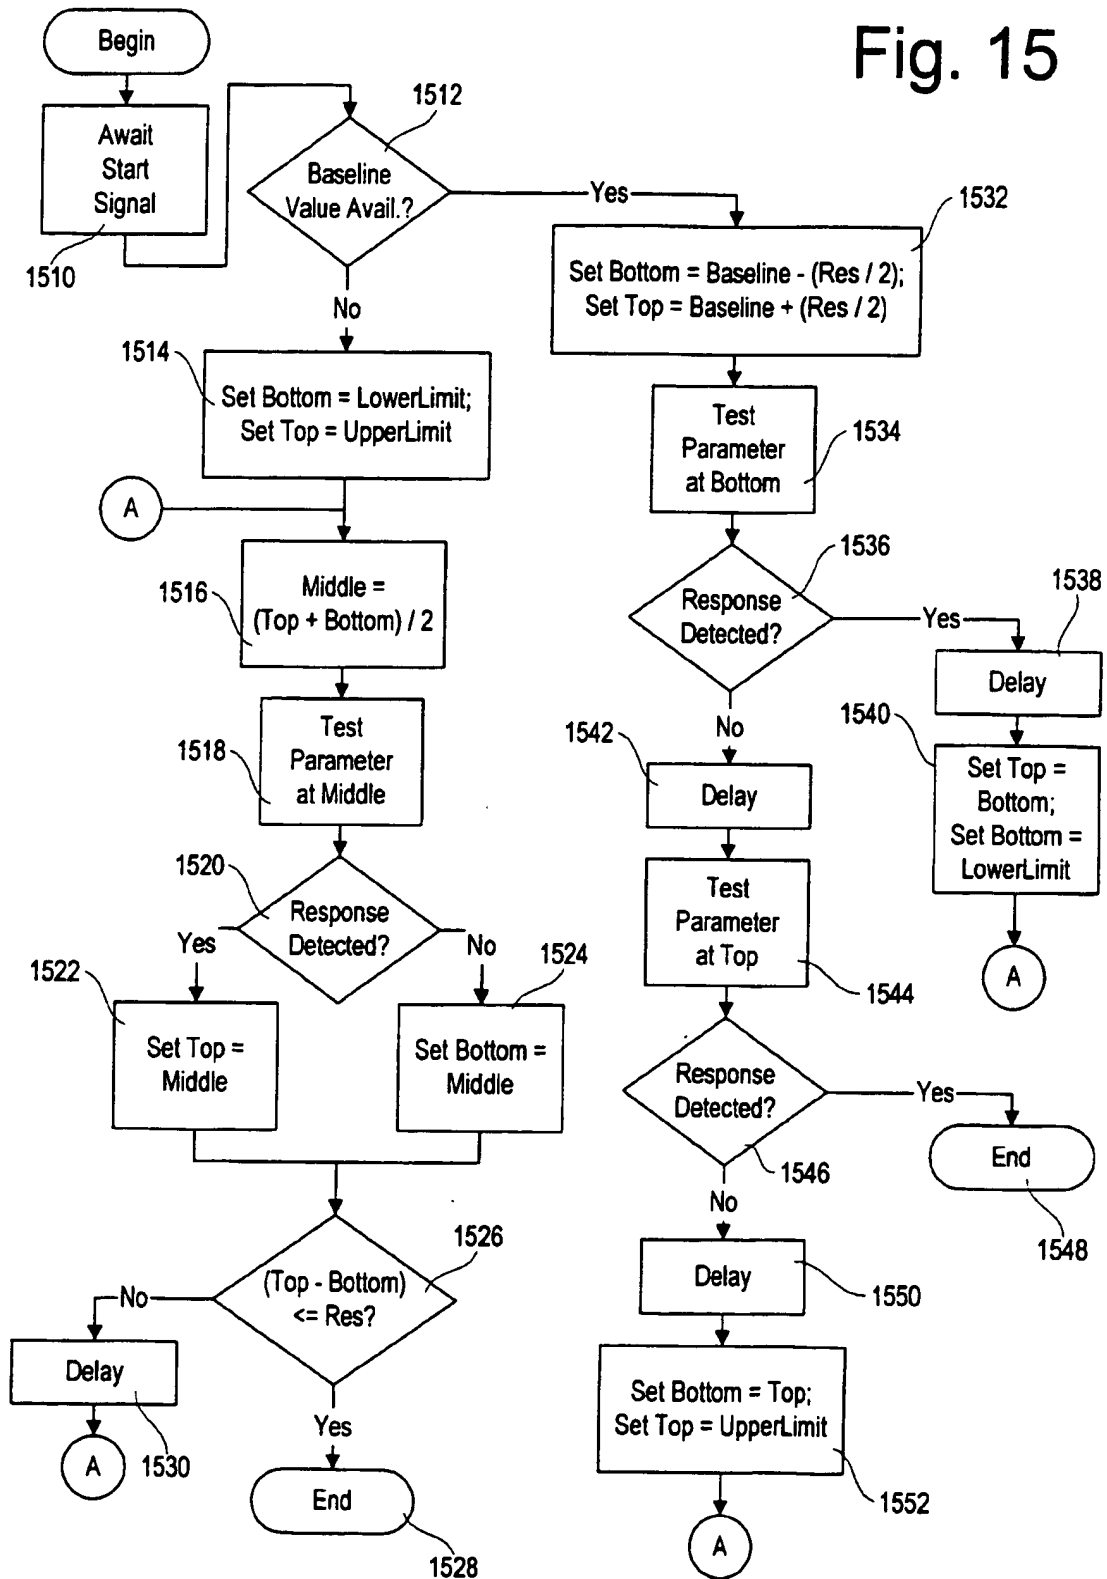 Fig. 15
Begin
Await
Start
Signal
1510
1512
Baseline
Value Avail.?
Yes
No
1514
Set Bottom = LowerLimit;
Set Top = UpperLimit
A
1516
Middle =
(Top + Bottom) / 2
1518
Test
Parameter
at Middle
1520
Response
Detected?
Yes
No
1522
Set Top =
Middle
1524
Set Bottom =
Middle
1526
(Top - Bottom)
<= Res?
No
Delay
1530
A
Yes
End
1528
1532
Set Bottom = Baseline - (Res / 2);
Set Top = Baseline + (Res / 2)
Test
Parameter
at Bottom
1534
1536
Response
Detected?
Yes
1538
Delay
1540
Set Top =
Bottom;
Set Bottom =
LowerLimit
A
No
1542
Delay
Test
Parameter
at Top
1544
Response
Detected?
1546
Yes
End
1548
No
Delay
1550
Set Bottom = Top;
Set Top = UpperLimit
1552
A